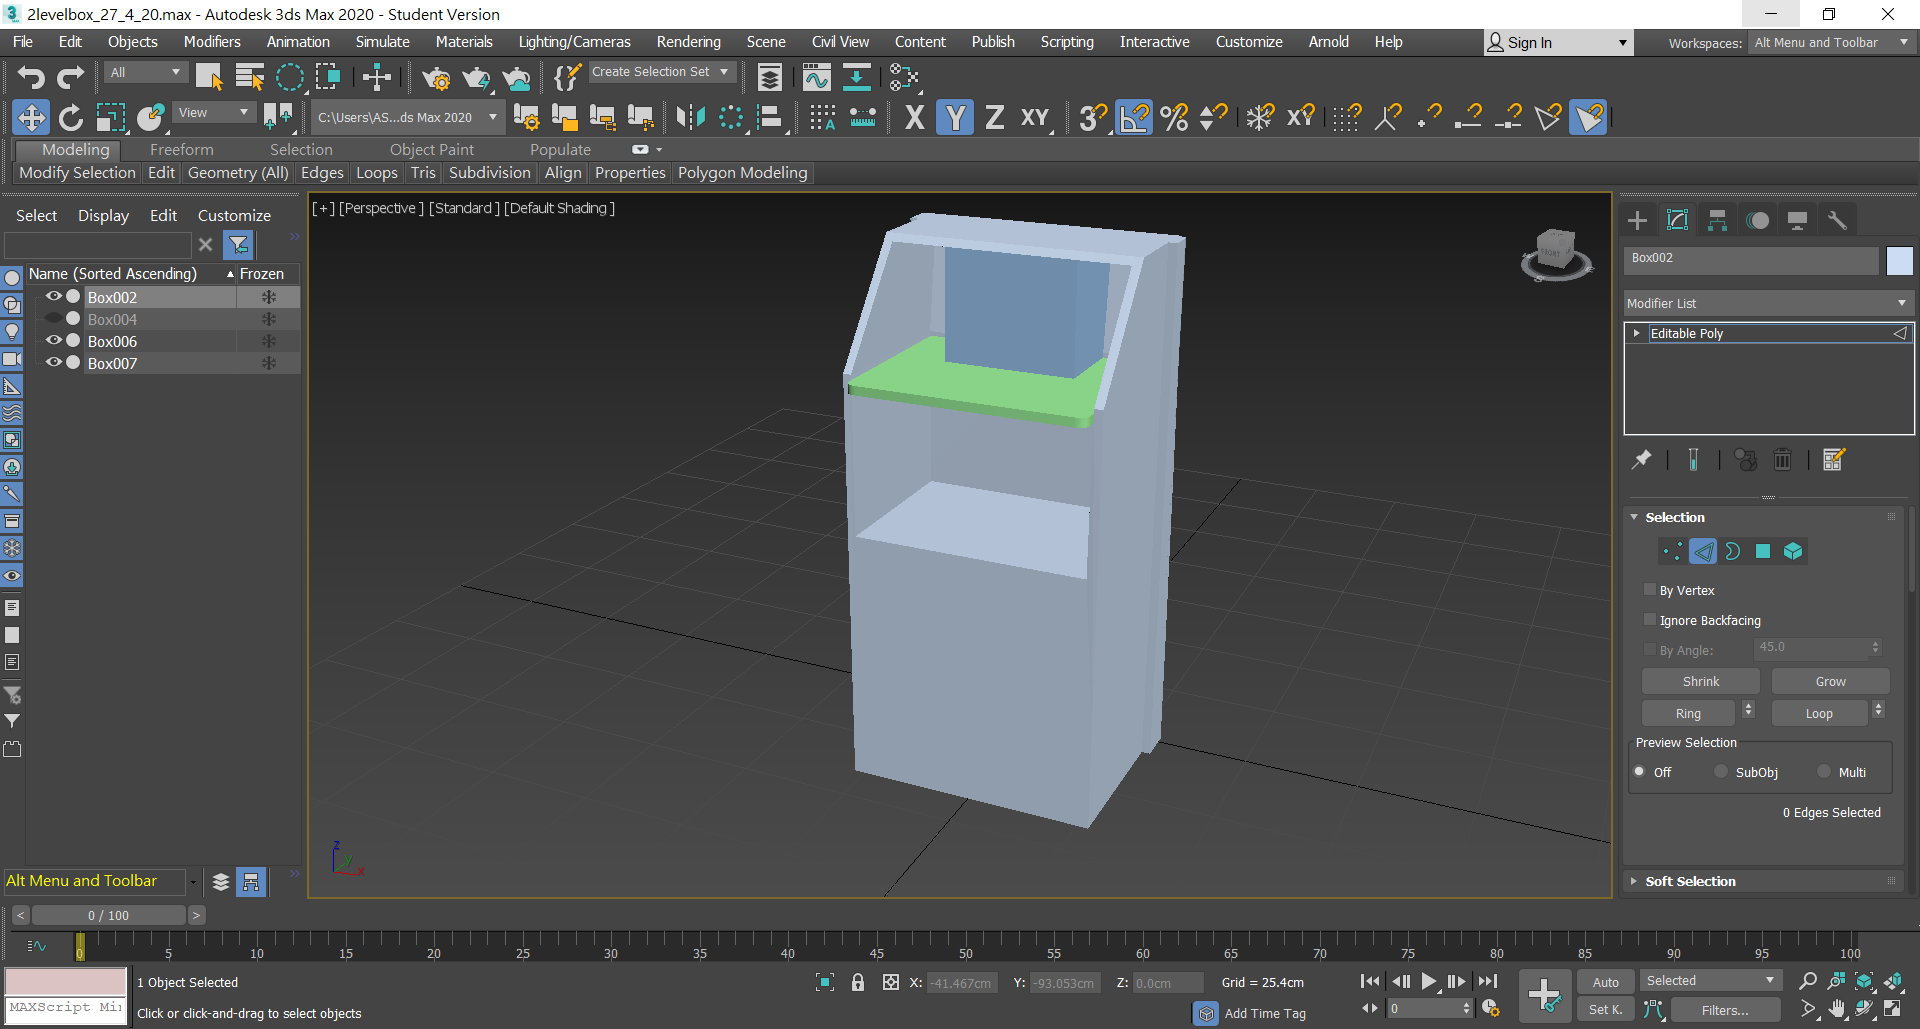 2levelbox_27_4_20.max - Autodesk 3ds Max 2020 - Student Version
File Edit Objects Modifiers Animation Simulate Materials Lighting/Cameras Rendering Scene Civil View Content Publish Scripting Interactive Customize Arnold Help Sign In Workspaces: Alt Menu and Toolbar
All Create Selection Set
View C:\Users\AS...ds Max 2020 X Y Z XY 3
Modeling Freeform Selection Object Paint Populate
Modify Selection Edit Geometry (All) Edges Loops Tris Subdivision Align Properties Polygon Modeling
Select Display Edit Customize
[+] [Perspective ] [Standard ] [Default Shading ]
Name (Sorted Ascending) Frozen
Box002
Box004
Box006
Box007
FRONT
Box002
Modifier List
Editable Poly
Selection
By Vertex
Ignore Backfacing
By Angle: 45.0
Shrink Grow
Ring Loop
Preview Selection
Off SubObj Multi
0 Edges Selected
Soft Selection
z y x
Alt Menu and Toolbar
< 0 / 100 >
0 5 10 15 20 25 30 35 40 45 50 55 60 65 70 75 80 85 90 95 100
1 Object Selected X: -41.467cm Y: -93.053cm Z: 0.0cm Grid = 25.4cm Auto Selected
MAXScript Mi
Click or click-and-drag to select objects Add Time Tag 0 Set K. Filters...